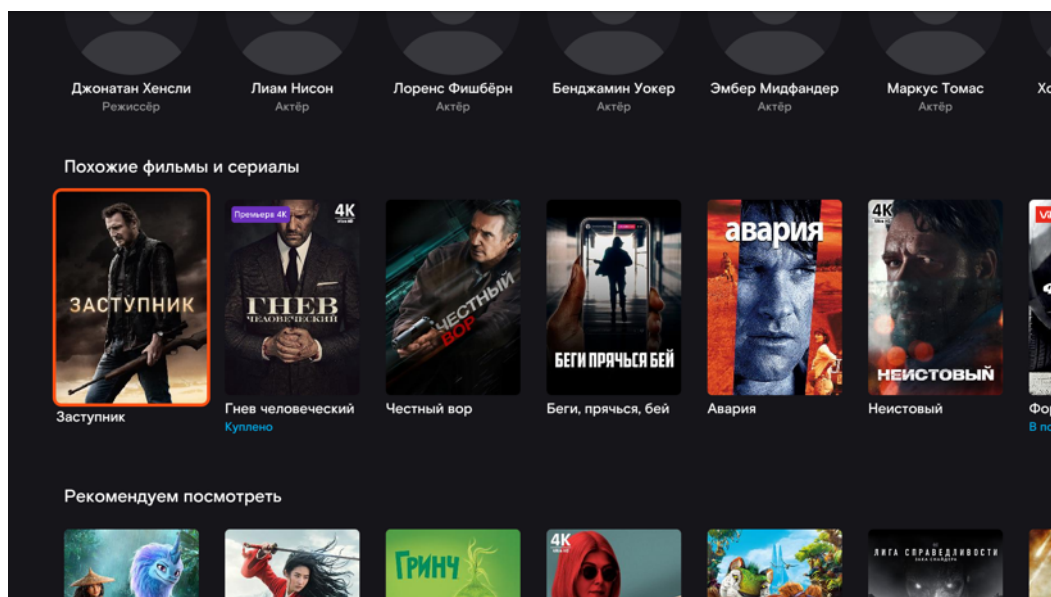 Джонатан Хенсли
Режиссёр
Лиам Нисон
Актёр
Лоренс Фишбёрн
Актёр
Бенджамин Уокер
Актёр
Эмбер Мидфандер
Актёр
Маркус Томас
Актёр
Похожие фильмы и сериалы
ЗАСТУПНИК
Заступник
Премьера 4K
4K
ГНЕВ
ЧЕЛОВЕЧЕСКИЙ
Гнев человеческий
Куплено
ЧЕСТНЫЙ
ВОР
Честный вор
БЕГИ ПРЯЧЬСЯ БЕЙ
Беги, прячься, бей
авария
Авария
4K
НЕИСТОВЫЙ
Неистовый
Рекомендуем посмотреть
ГРИНЧ
4K
ЛИГА СПРАВЕДЛИВОСТИ
ЗАКА СНАЙДЕРА